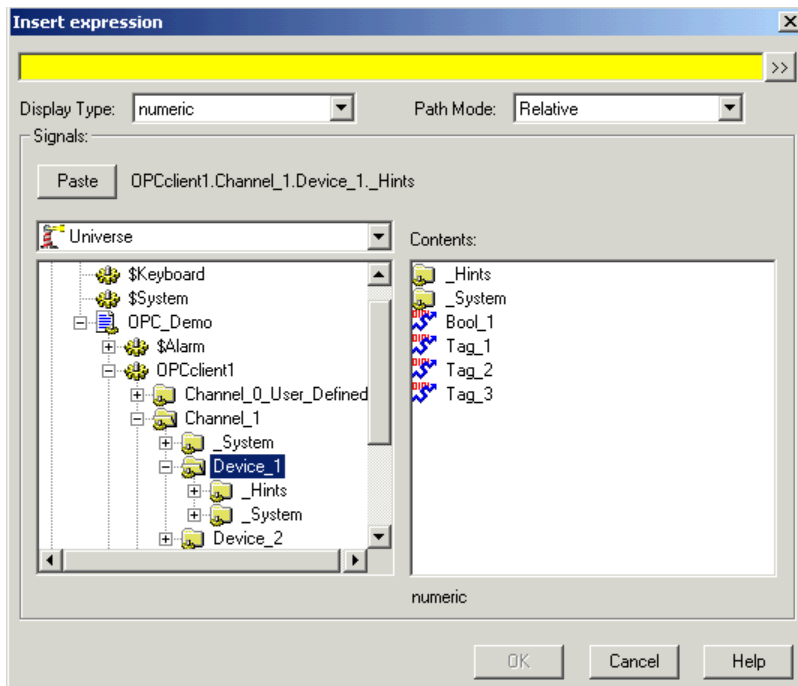 Insert expression
>>
Display Type: numeric Path Mode: Relative
Signals:
Paste OPCclient1.Channel_1.Device_1._Hints
Universe
Contents:
$Keyboard
$System
OPC_Demo
$Alarm
OPCclient1
Channel_0_User_Defined
Channel_1
_System
Device_1
_Hints
_System
Device_2
_Hints
_System
Bool_1
Tag_1
Tag_2
Tag_3
numeric
OK Cancel Help